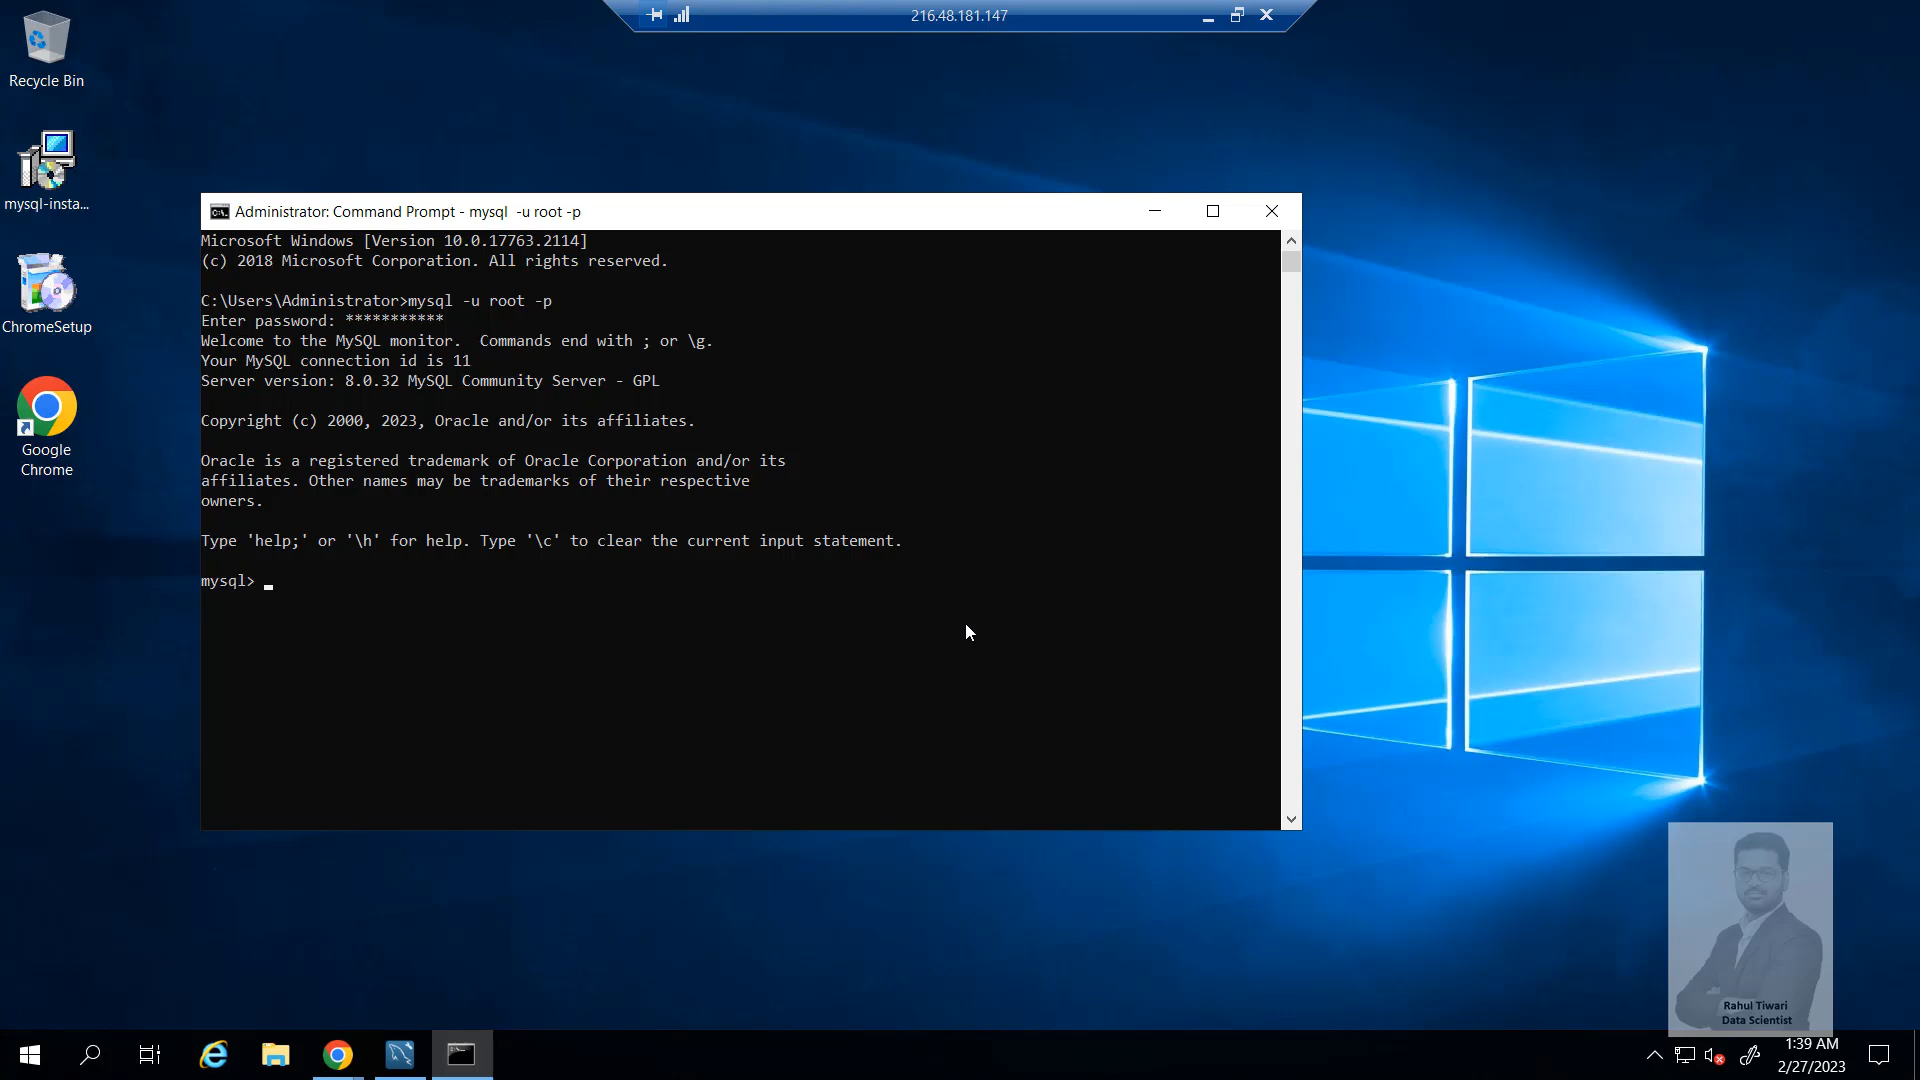 216.48.181.147
Recycle Bin
mysql-insta...
ChromeSetup
Google
Chrome
Administrator: Command Prompt - mysql  -u root -p
Microsoft Windows [Version 10.0.17763.2114]
(c) 2018 Microsoft Corporation. All rights reserved.
C:\Users\Administrator>mysql -u root -p
Enter password: ***********
Welcome to the MySQL monitor.  Commands end with ; or \g.
Your MySQL connection id is 11
Server version: 8.0.32 MySQL Community Server - GPL
Copyright (c) 2000, 2023, Oracle and/or its affiliates.
Oracle is a registered trademark of Oracle Corporation and/or its
affiliates. Other names may be trademarks of their respective
owners.
Type 'help;' or '\h' for help. Type '\c' to clear the current input statement.
mysql>
Rahul Tiwari
Data Scientist
1:39 AM
2/27/2023